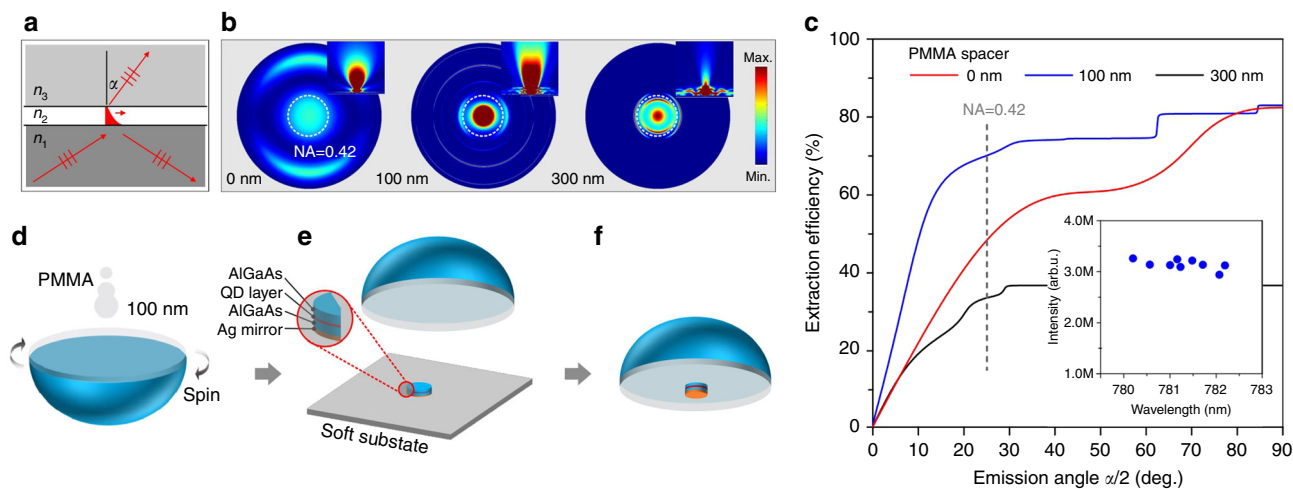 a
n3
α
n2
n1
b
Max.
NA=0.42
Min.
0 nm
100 nm
300 nm
c
100
80
60
40
20
0
Extraction efficiency (%)
PMMA spacer
0 nm
100 nm
300 nm
NA=0.42
4.0M
3.0M
2.0M
1.0M
Intensity (arb.u.)
780
781
782
783
Wavelength (nm)
0
10
20
30
40
50
60
70
80
90
Emission angle α/2 (deg.)
d
PMMA
100 nm
Spin
e
AlGaAs
QD layer
AlGaAs
Ag mirror
Soft substate
f